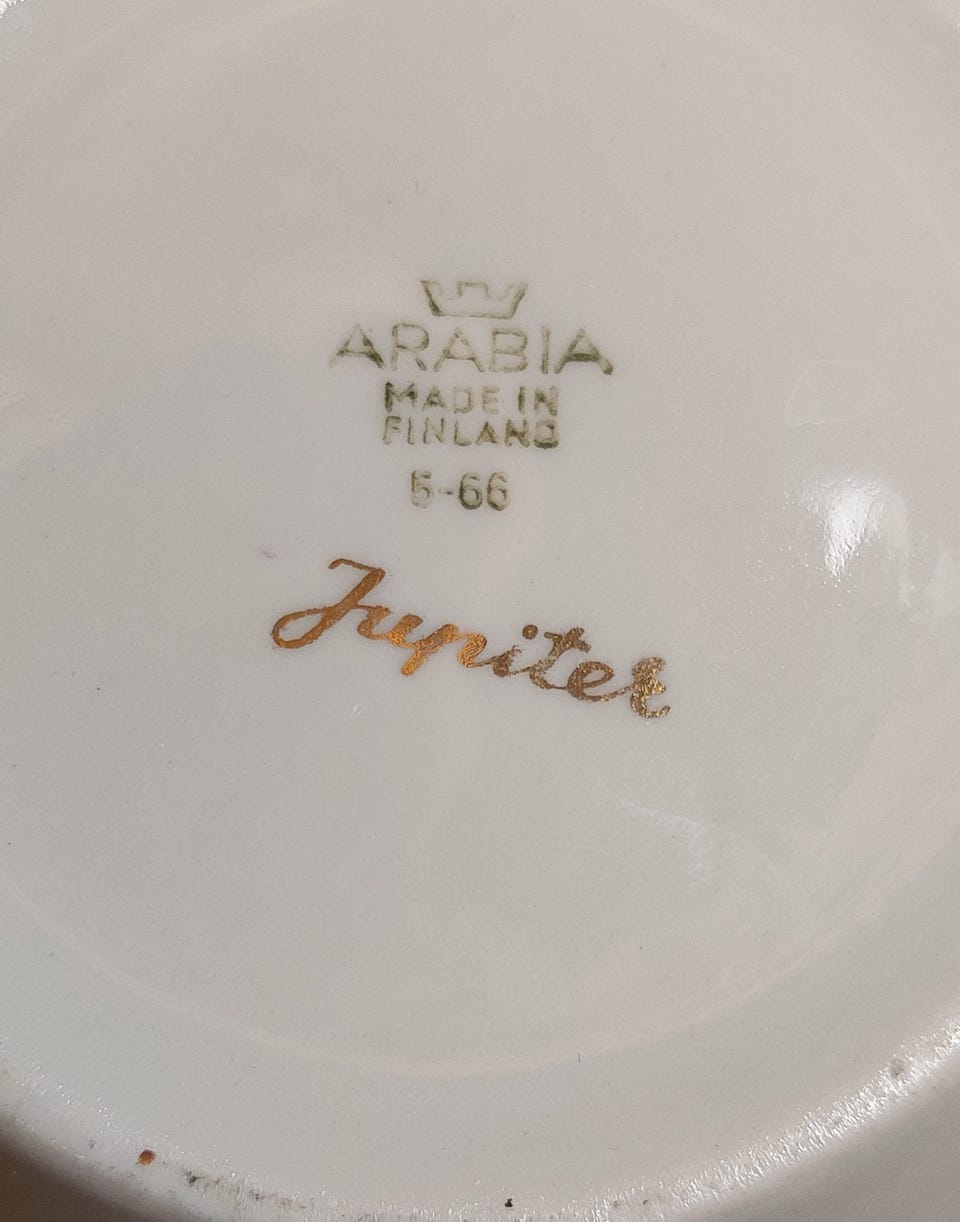 ARABIA
MADE IN
FINLAND
5-66
Jupiter